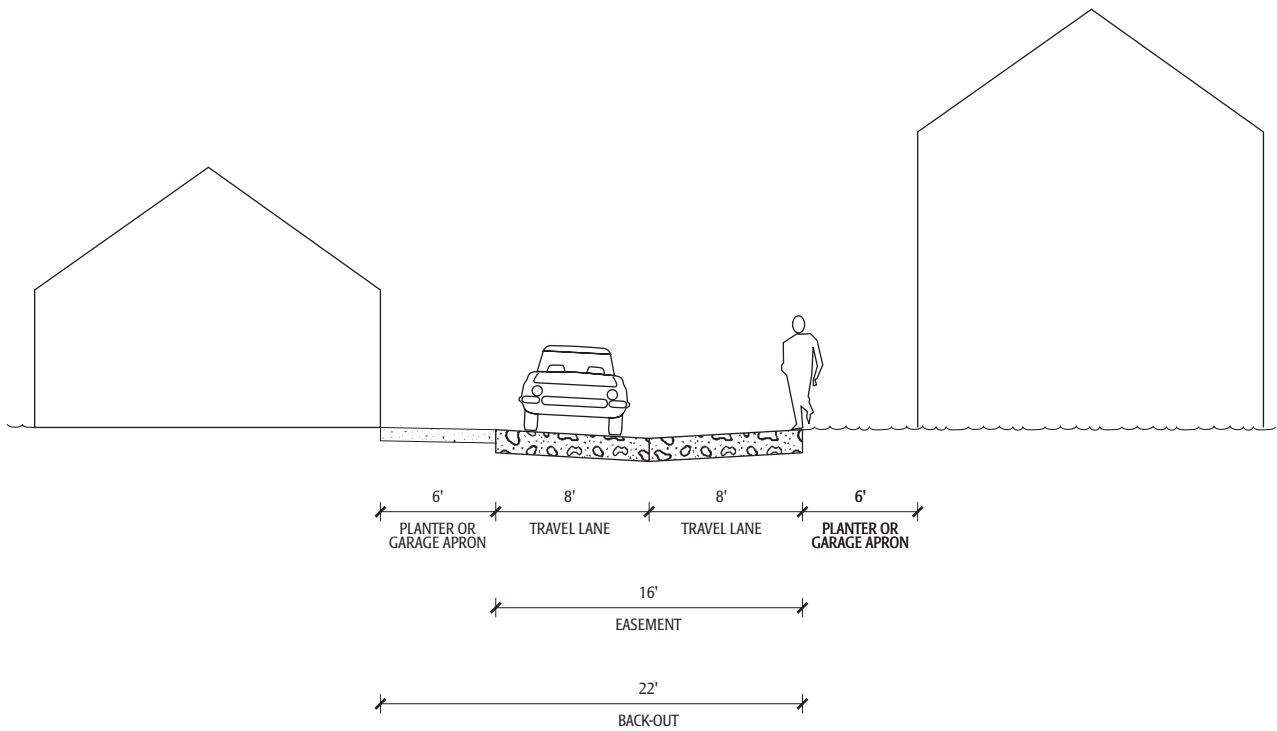 6' 8' 8' 6'
PLANTER OR
GARAGE APRON
TRAVEL LANE
TRAVEL LANE
PLANTER OR
GARAGE APRON
16'
EASEMENT
22'
BACK-OUT